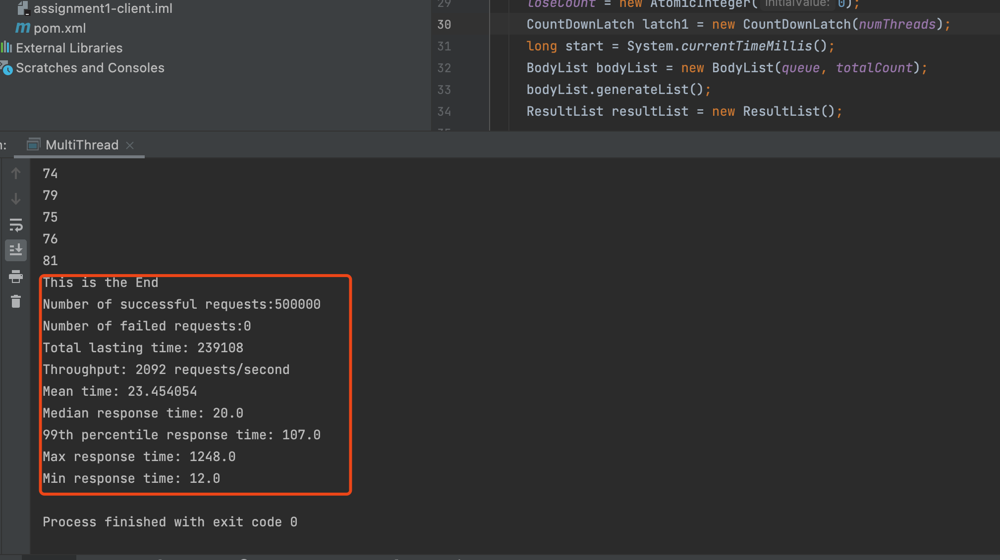 assignment1-client.iml
pom.xml
External Libraries
Scratches and Consoles
29 loseCount = new AtomicInteger( initialValue: 0);
30 CountDownLatch latch1 = new CountDownLatch(numThreads);
31 long start = System.currentTimeMillis();
32 BodyList bodyList = new BodyList(queue, totalCount);
33 bodyList.generateList();
34 ResultList resultList = new ResultList();
MultiThread
74
79
75
76
81
This is the End
Number of successful requests:500000
Number of failed requests:0
Total lasting time: 239108
Throughput: 2092 requests/second
Mean time: 23.454054
Median response time: 20.0
99th percentile response time: 107.0
Max response time: 1248.0
Min response time: 12.0
Process finished with exit code 0